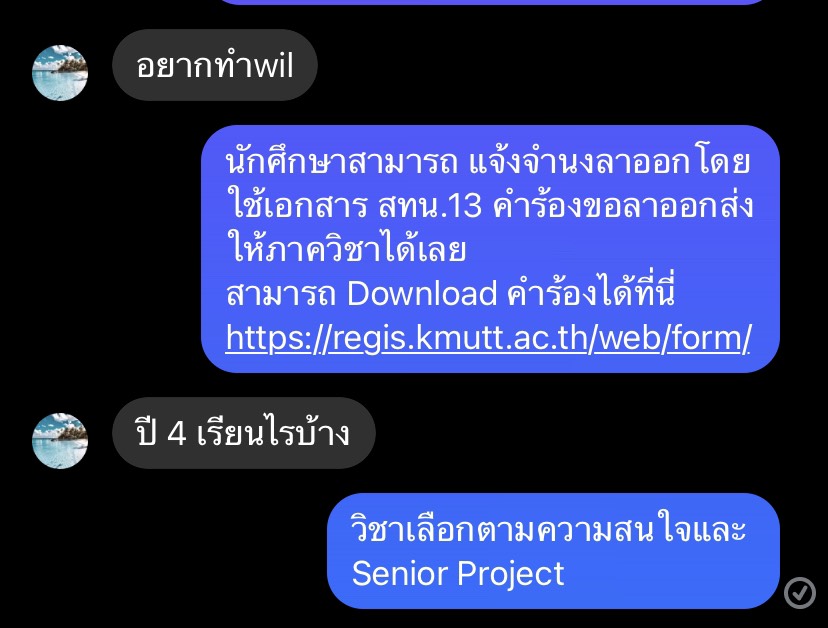 อยากทำwil
นักศึกษาสามารถ แจ้งจำนงลาออกโดย
ใช้เอกสาร สทน.13 คำร้องขอลาออกส่ง
ให้ภาควิชาได้เลย
สามารถ Download คำร้องได้ที่นี่
https://regis.kmutt.ac.th/web/form/
ปี 4 เรียนไรบ้าง
วิชาเลือกตามความสนใจและ
Senior Project